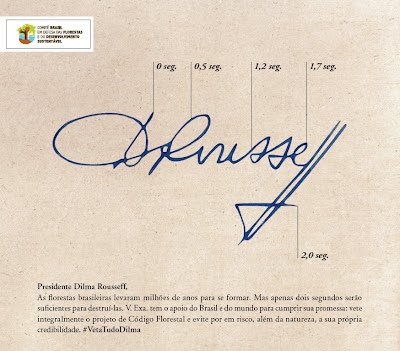 COMITÊ BRASIL
EM DEFESA DAS FLORESTAS
E DO DESENVOLVIMENTO
SUSTENTÁVEL
0 seg. 0,5 seg. 1,2 seg. 1,7 seg.
DRousseff
2,0 seg.
Presidente Dilma Rousseff,
As florestas brasileiras levaram milhões de anos para se formar. Mas apenas dois segundos serão
suficientes para destruí-las. V. Exa. tem o apoio do Brasil e do mundo para cumprir sua promessa: vete
integralmente o projeto de Código Florestal e evite por em risco, além da natureza, a sua própria
credibilidade. #VetaTudoDilma